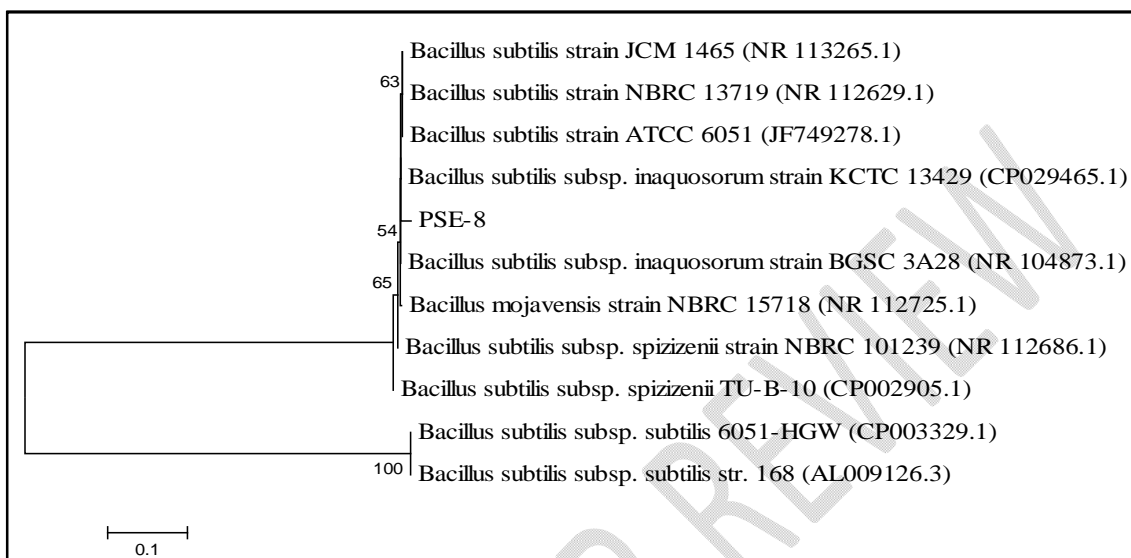 Bacillus subtilis strain JCM 1465 (NR 113265.1)
63
Bacillus subtilis strain NBRC 13719 (NR 112629.1)
Bacillus subtilis strain ATCC 6051 (JF749278.1)
Bacillus subtilis subsp. inaquosorum strain KCTC 13429 (CP029465.1)
PSE-8
54
Bacillus subtilis subsp. inaquosorum strain BGSC 3A28 (NR 104873.1)
65
Bacillus mojavensis strain NBRC 15718 (NR 112725.1)
Bacillus subtilis subsp. spizizenii strain NBRC 101239 (NR 112686.1)
Bacillus subtilis subsp. spizizenii TU-B-10 (CP002905.1)
Bacillus subtilis subsp. subtilis 6051-HGW (CP003329.1)
100
Bacillus subtilis subsp. subtilis str. 168 (AL009126.3)
0.1
R REVIEW